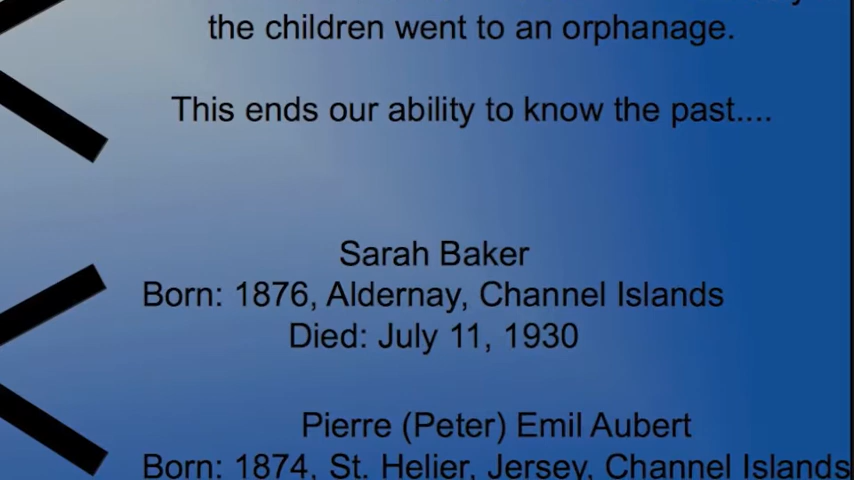 the children went to an orphanage.
This ends our ability to know the past....
Sarah Baker
Born: 1876, Aldernay, Channel Islands
Died: July 11, 1930
Pierre (Peter) Emil Aubert
Born: 1874, St. Helier, Jersey, Channel Islands